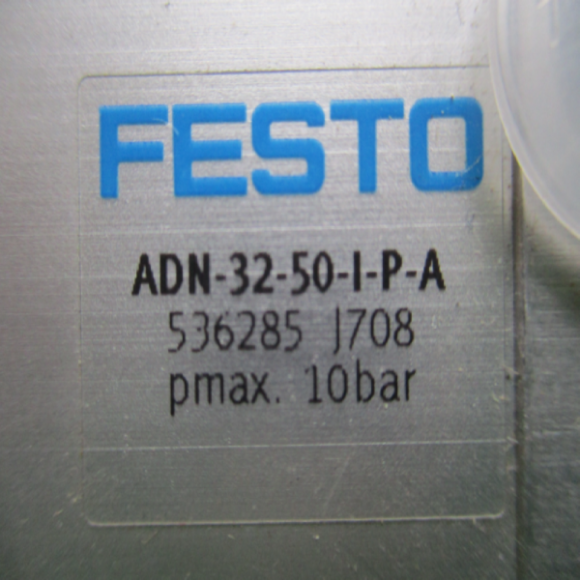 FESTO
ADN-32-50-I-P-A
536285 J708
pmax. 10bar